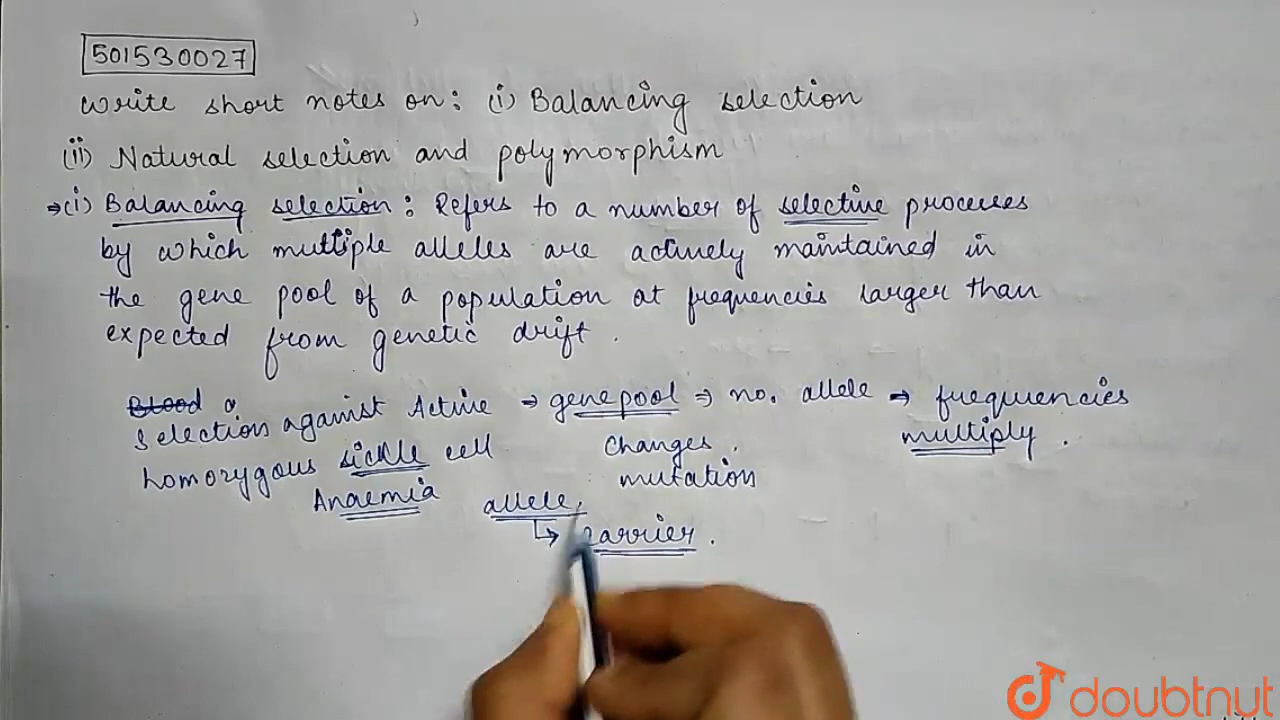 501530027
Write short notes on: (i) Balancing selection
(ii) Natural selection and polymorphism
⇒(i) Balancing selection: Refers to a number of selective processes
by which multiple alleles are actively maintained in
the gene pool of a population at frequencies larger than
expected from genetic drift.
Blood
selection against Active → gene pool ⇒ no. allele → frequencies
homozygous sickle cell changes. multiply.
Anaemia mutation
allele,
↳ carrier.
doubtnut